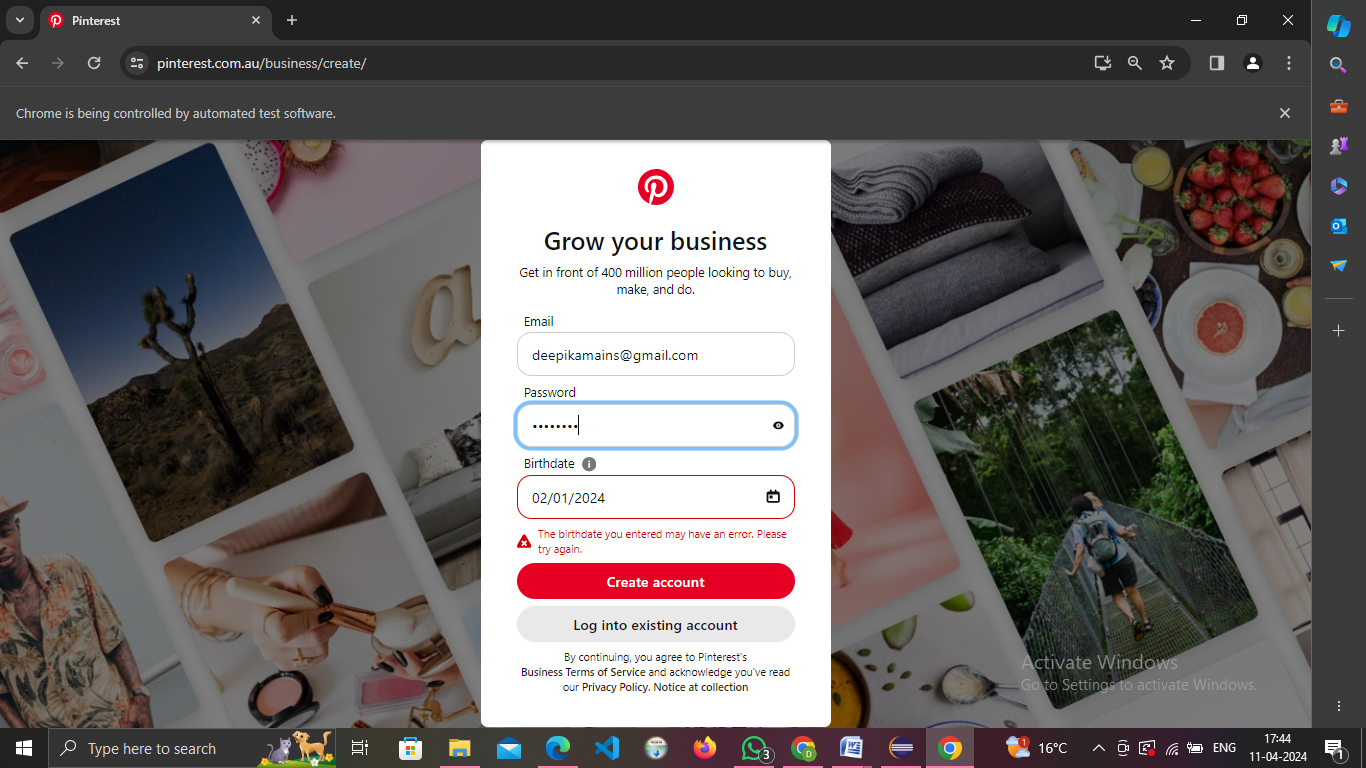 Pinterest
pinterest.com.au/business/create/
Chrome is being controlled by automated test software.
Grow your business
Get in front of 400 million people looking to buy,
make, and do.
Email
deepikamains@gmail.com
Password
••••••••
Birthdate
02/01/2024
The birthdate you entered may have an error. Please
try again.
Create account
Log into existing account
By continuing, you agree to Pinterest's
Business Terms of Service and acknowledge you've read
our Privacy Policy. Notice at collection
Activate Windows
Go to Settings to activate Windows.
Type here to search
3
D
1
16°C
ENG
17:44
11-04-2024
1